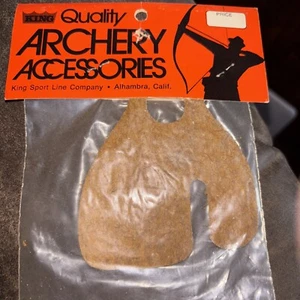 KING
Quality
PRICE
ARCHERY
ACCESSORIES
King Sport Line Company • Alhambra, Calif.